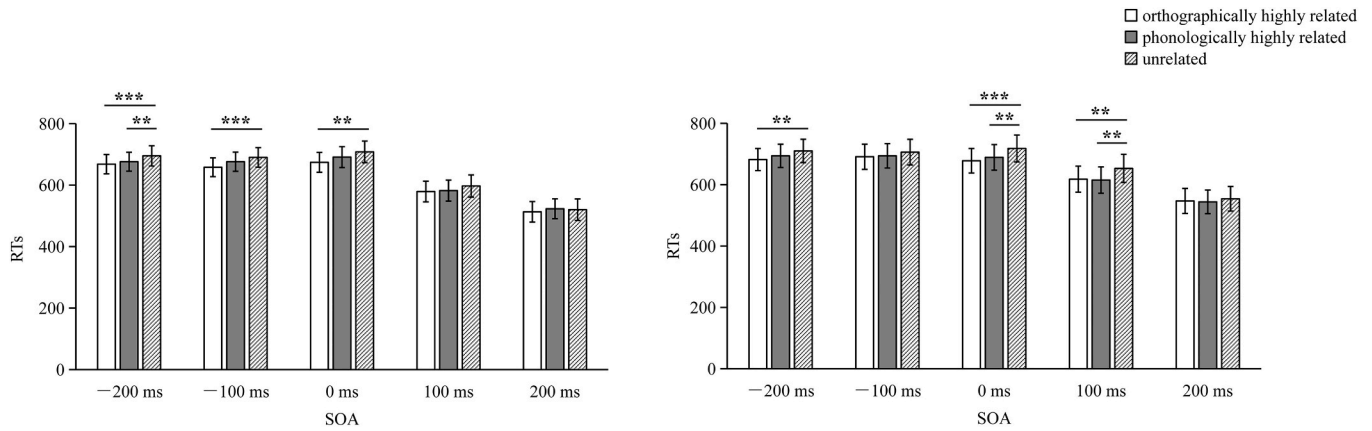 orthographically highly related
phonologically highly related
unrelated
*** ** *** **
800
600
400
200
0
RTs
−200 ms −100 ms 0 ms 100 ms 200 ms
SOA
** *** ** ** **
800
600
400
200
0
RTs
−200 ms −100 ms 0 ms 100 ms 200 ms
SOA